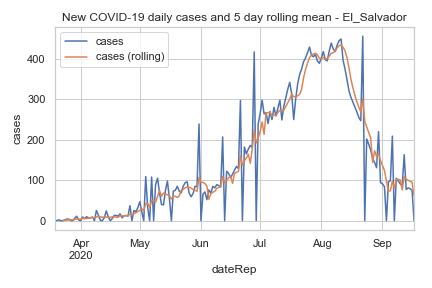 New COVID-19 daily cases and 5 day rolling mean - El_Salvador
cases
cases (rolling)
400
300
200
100
0
cases
Apr
2020
May
Jun
Jul
Aug
Sep
dateRep